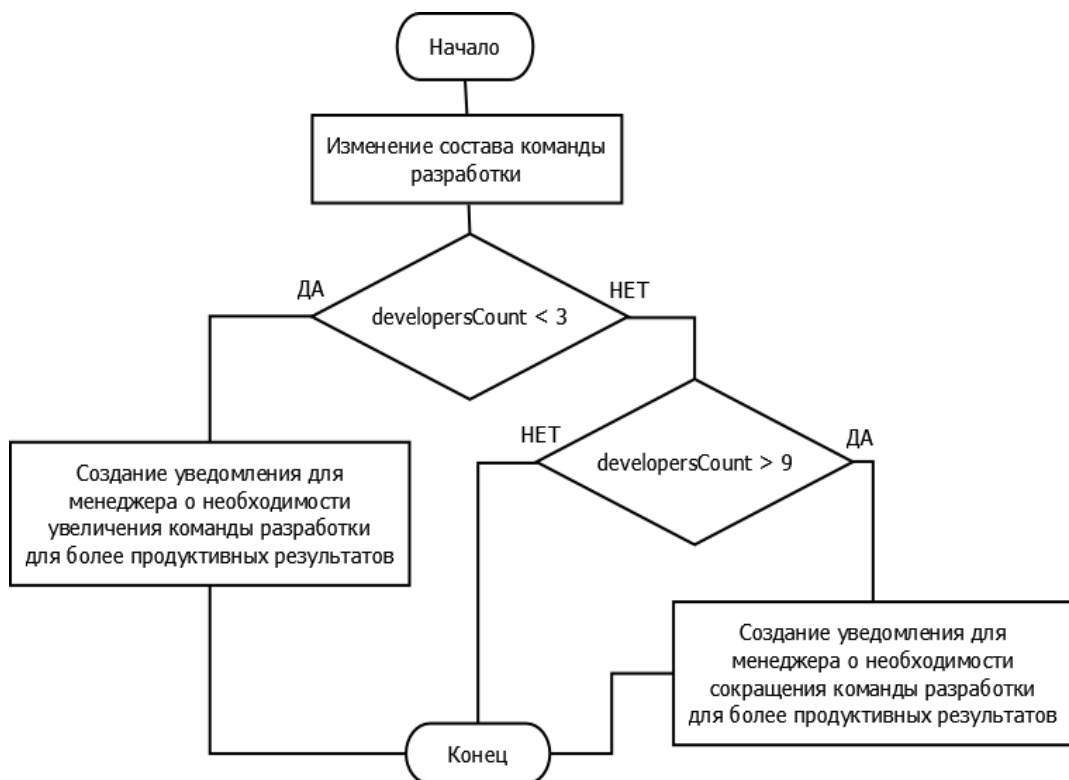 Начало
Изменение состава команды
разработки
ДА
НЕТ
developersCount < 3
НЕТ
ДА
developersCount > 9
Создание уведомления для
менеджера о необходимости
увеличения команды разработки
для более продуктивных результатов
Создание уведомления для
менеджера о необходимости
сокращения команды разработки
для более продуктивных результатов
Конец